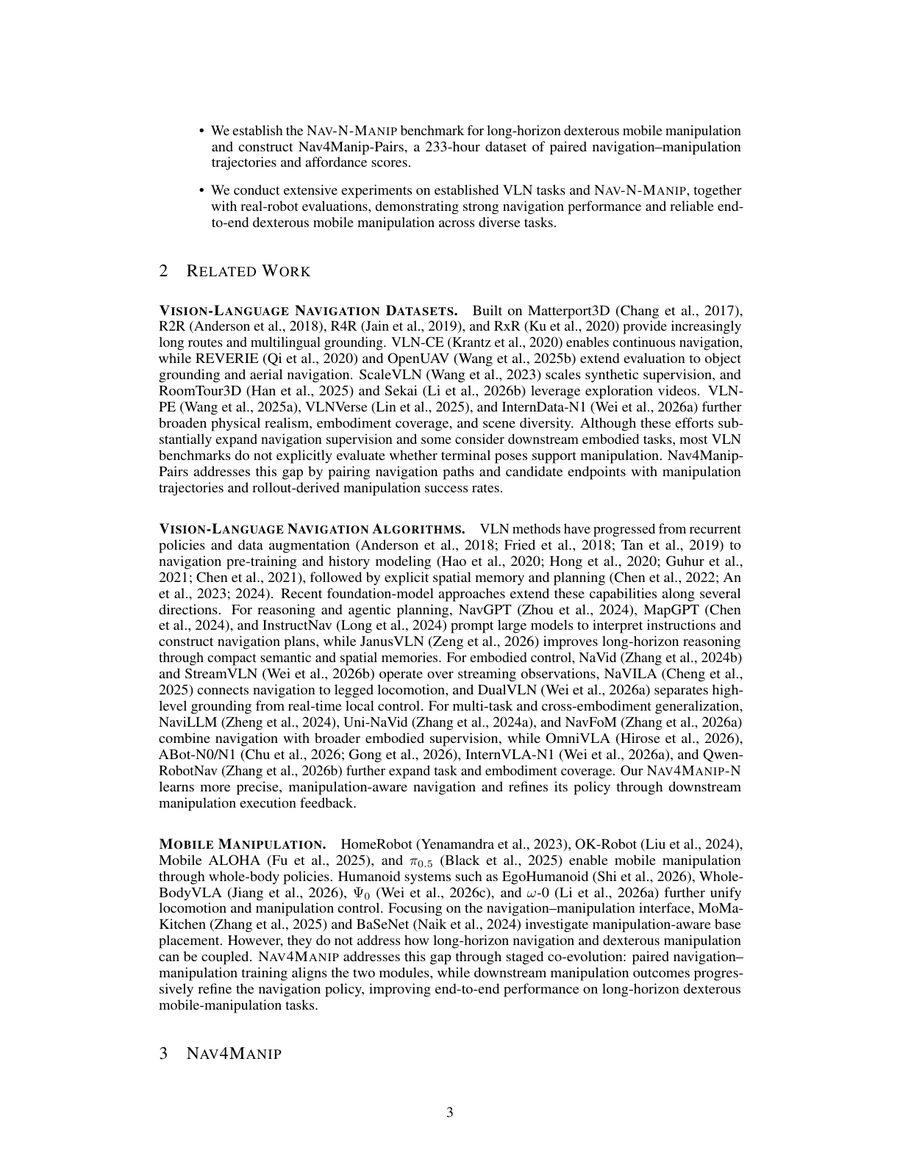 • We establish the NAV-N-MANIP benchmark for long-horizon dexterous mobile manipulation
and construct Nav4Manip-Pairs, a 233-hour dataset of paired navigation–manipulation
trajectories and affordance scores.
• We conduct extensive experiments on established VLN tasks and NAV-N-MANIP, together
with real-robot evaluations, demonstrating strong navigation performance and reliable end-
to-end dexterous mobile manipulation across diverse tasks.
2 RELATED WORK
VISION-LANGUAGE NAVIGATION DATASETS. Built on Matterport3D (Chang et al., 2017),
R2R (Anderson et al., 2018), R4R (Jain et al., 2019), and RxR (Ku et al., 2020) provide increasingly
long routes and multilingual grounding. VLN-CE (Krantz et al., 2020) enables continuous navigation,
while REVERIE (Qi et al., 2020) and OpenUAV (Wang et al., 2025b) extend evaluation to object
grounding and aerial navigation. ScaleVLN (Wang et al., 2023) scales synthetic supervision, and
RoomTour3D (Han et al., 2025) and Sekai (Li et al., 2026b) leverage exploration videos. VLN-
PE (Wang et al., 2025a), VLNVerse (Lin et al., 2025), and InternData-N1 (Wei et al., 2026a) further
broaden physical realism, embodiment coverage, and scene diversity. Although these efforts sub-
stantially expand navigation supervision and some consider downstream embodied tasks, most VLN
benchmarks do not explicitly evaluate whether terminal poses support manipulation. Nav4Manip-
Pairs addresses this gap by pairing navigation paths and candidate endpoints with manipulation
trajectories and rollout-derived manipulation success rates.
VISION-LANGUAGE NAVIGATION ALGORITHMS. VLN methods have progressed from recurrent
policies and data augmentation (Anderson et al., 2018; Fried et al., 2018; Tan et al., 2019) to
navigation pre-training and history modeling (Hao et al., 2020; Hong et al., 2020; Guhur et al.,
2021; Chen et al., 2021), followed by explicit spatial memory and planning (Chen et al., 2022; An
et al., 2023; 2024). Recent foundation-model approaches extend these capabilities along several
directions. For reasoning and agentic planning, NavGPT (Zhou et al., 2024), MapGPT (Chen
et al., 2024), and InstructNav (Long et al., 2024) prompt large models to interpret instructions and
construct navigation plans, while JanusVLN (Zeng et al., 2026) improves long-horizon reasoning
through compact semantic and spatial memories. For embodied control, NaVid (Zhang et al., 2024b)
and StreamVLN (Wei et al., 2026b) operate over streaming observations, NaVILA (Cheng et al.,
2025) connects navigation to legged locomotion, and DualVLN (Wei et al., 2026a) separates high-
level grounding from real-time local control. For multi-task and cross-embodiment generalization,
NaviLLM (Zheng et al., 2024), Uni-NaVid (Zhang et al., 2024a), and NavFoM (Zhang et al., 2026a)
combine navigation with broader embodied supervision, while OmniVLA (Hirose et al., 2026),
ABot-N0/N1 (Chu et al., 2026; Gong et al., 2026), InternVLA-N1 (Wei et al., 2026a), and Qwen-
RobotNav (Zhang et al., 2026b) further expand task and embodiment coverage. Our NAV4MANIP-N
learns more precise, manipulation-aware navigation and refines its policy through downstream
manipulation execution feedback.
MOBILE MANIPULATION. HomeRobot (Yenamandra et al., 2023), OK-Robot (Liu et al., 2024),
Mobile ALOHA (Fu et al., 2025), and π0.5 (Black et al., 2025) enable mobile manipulation
through whole-body policies. Humanoid systems such as EgoHumanoid (Shi et al., 2026), Whole-
BodyVLA (Jiang et al., 2026), Ψ0 (Wei et al., 2026c), and ω-0 (Li et al., 2026a) further unify
locomotion and manipulation control. Focusing on the navigation–manipulation interface, MoMa-
Kitchen (Zhang et al., 2025) and BaSeNet (Naik et al., 2024) investigate manipulation-aware base
placement. However, they do not address how long-horizon navigation and dexterous manipulation
can be coupled. NAV4MANIP addresses this gap through staged co-evolution: paired navigation–
manipulation training aligns the two modules, while downstream manipulation outcomes progres-
sively refine the navigation policy, improving end-to-end performance on long-horizon dexterous
mobile-manipulation tasks.
3 NAV4MANIP
3